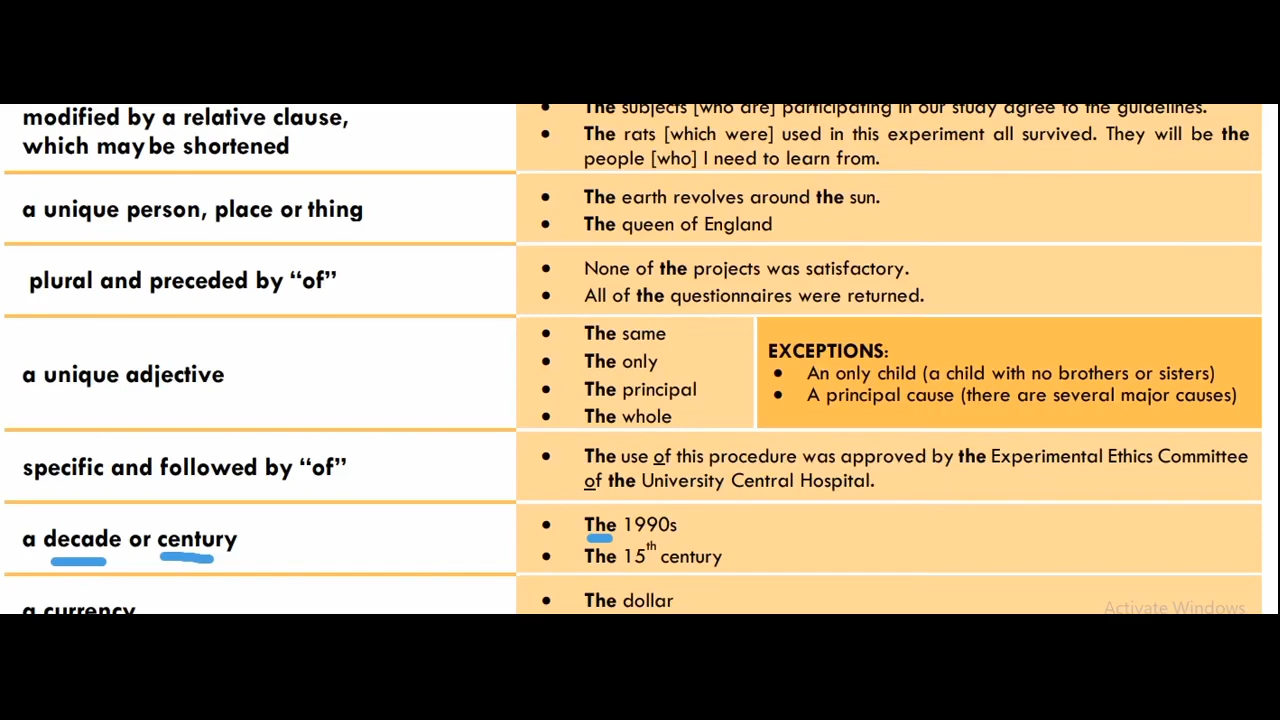 modified by a relative clause,
which may be shortened
• The subjects [who are] participating in our study agree to the guidelines.
• The rats [which were] used in this experiment all survived. They will be the
people [who] I need to learn from.
a unique person, place or thing
• The earth revolves around the sun.
• The queen of England
plural and preceded by “of”
• None of the projects was satisfactory.
• All of the questionnaires were returned.
a unique adjective
• The same
• The only
• The principal
• The whole
EXCEPTIONS:
• An only child (a child with no brothers or sisters)
• A principal cause (there are several major causes)
specific and followed by “of”
• The use of this procedure was approved by the Experimental Ethics Committee
of the University Central Hospital.
a decade or century
• The 1990s
• The 15th century
a currency
• The dollar
Activate Windows